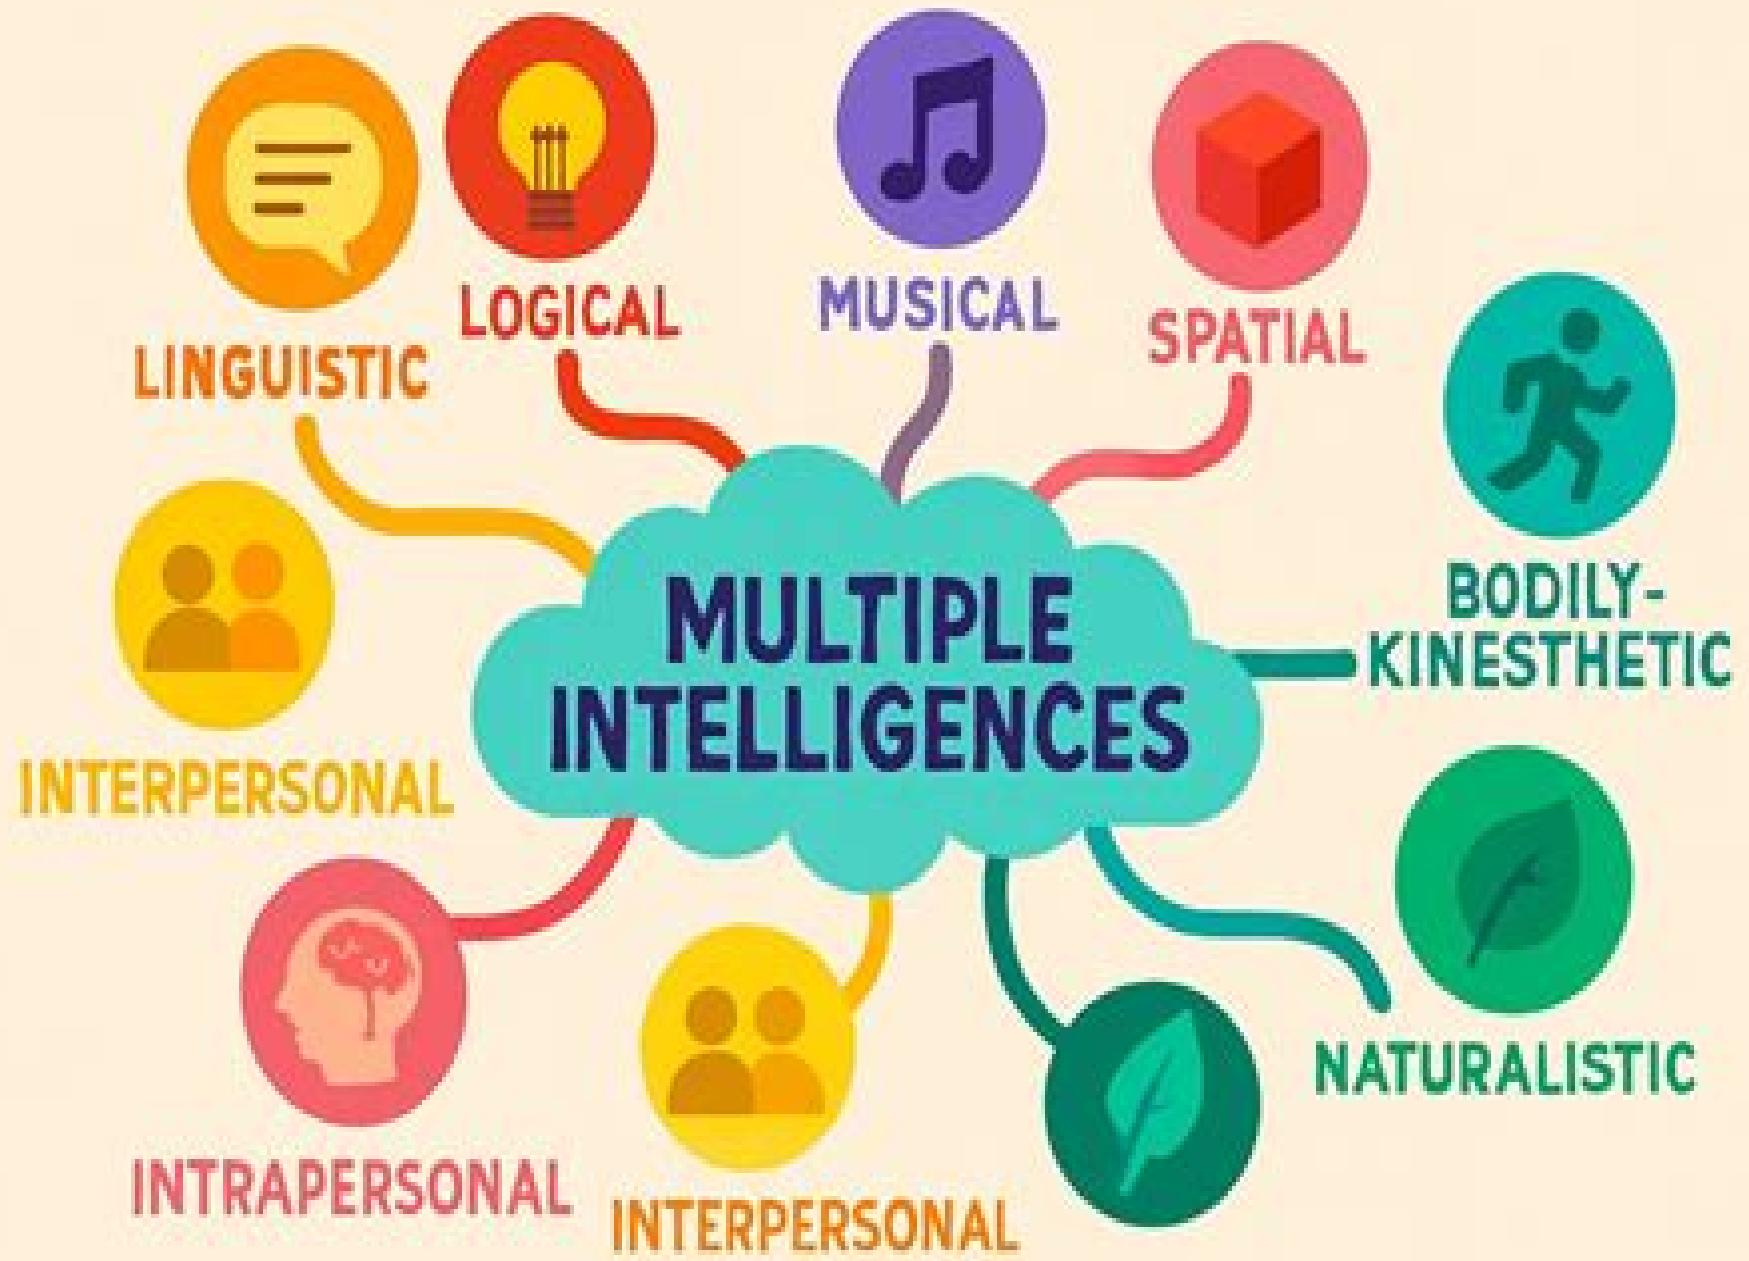 LINGUISTIC
LOGICAL
MUSICAL
SPATIAL
BODILY-
KINESTHETIC
MULTIPLE
INTELLIGENCES
INTERPERSONAL
NATURALISTIC
INTRAPERSONAL
INTERPERSONAL